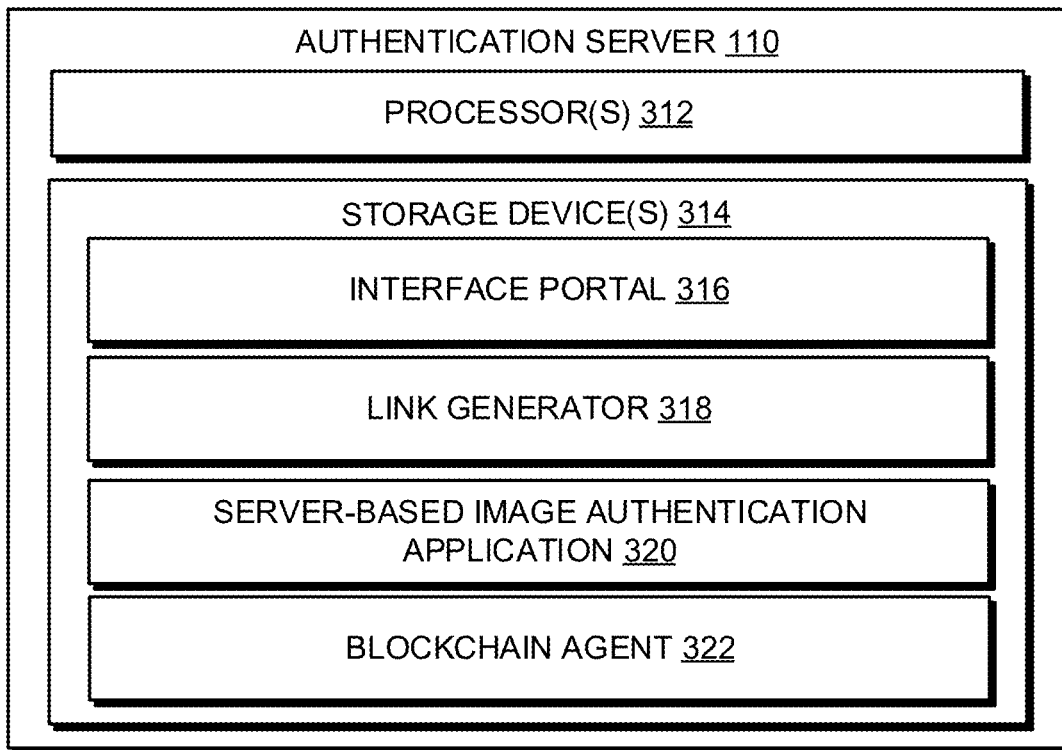 AUTHENTICATION SERVER 110
PROCESSOR(S) 312
STORAGE DEVICE(S) 314
INTERFACE PORTAL 316
LINK GENERATOR 318
SERVER-BASED IMAGE AUTHENTICATION
APPLICATION 320
BLOCKCHAIN AGENT 322